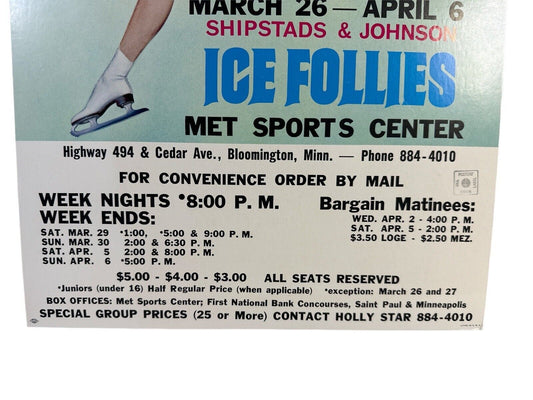 MARCH 26 — APRIL 6
SHIPSTADS & JOHNSON
ICE FOLLIES
MET SPORTS CENTER
Highway 494 & Cedar Ave., Bloomington, Minn. — Phone 884-4010
FOR CONVENIENCE ORDER BY MAIL
WEEK NIGHTS *8:00 P. M.
WEEK ENDS:
SAT. MAR. 29 *1:00, *5:00 & 9:00 P. M.
SUN. MAR. 30 2:00 & 6:30 P. M.
SAT. APR. 5 2:00 & 8:00 P. M.
SUN. APR. 6 *5:00 P. M.
Bargain Matinees:
WED. APR. 2 - 4:00 P. M.
SAT. APR. 5 - 2:00 P. M.
$3.50 LOGE - $2.50 MEZ.
$5.00 - $4.00 - $3.00 ALL SEATS RESERVED
*Juniors (under 16) Half Regular Price (when applicable) *exception: March 26 and 27
BOX OFFICES: Met Sports Center; First National Bank Concourses, Saint Paul & Minneapolis
SPECIAL GROUP PRICES (25 or More) CONTACT HOLLY STAR 884-4010